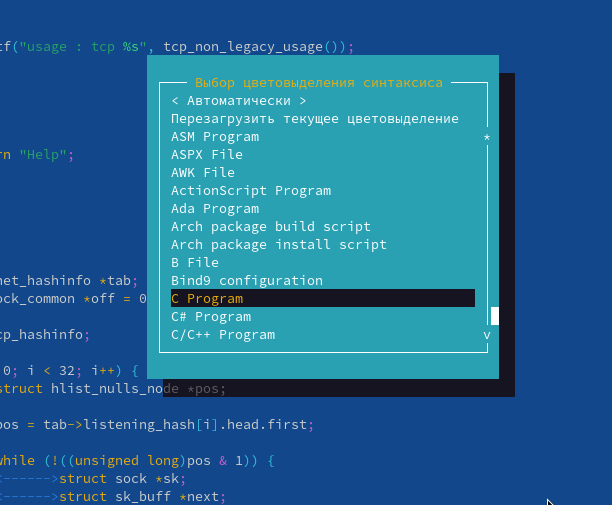 tf("usage : tcp %s", tcp_non_legacy_usage());
Выбор цветовыделения синтаксиса
< Автоматически >
Перезагрузить текущее цветовыделение
ASM Program
*
ASPX File
rn "Help";
AWK File
ActionScript Program
Ada Program
Arch package build script
Arch package install script
B File
net_hashinfo *tab;
Bind9 configuration
ock_common *off = 0
C Program
C# Program
cp_hashinfo;
C/C++ Program
v
0; i < 32; i++) {
struct hlist_nulls_node *pos;
pos = tab->listening_hash[i].head.first;
while (!((unsigned long)pos & 1)) {
<------>struct sock *sk;
<------>struct sk_buff *next;